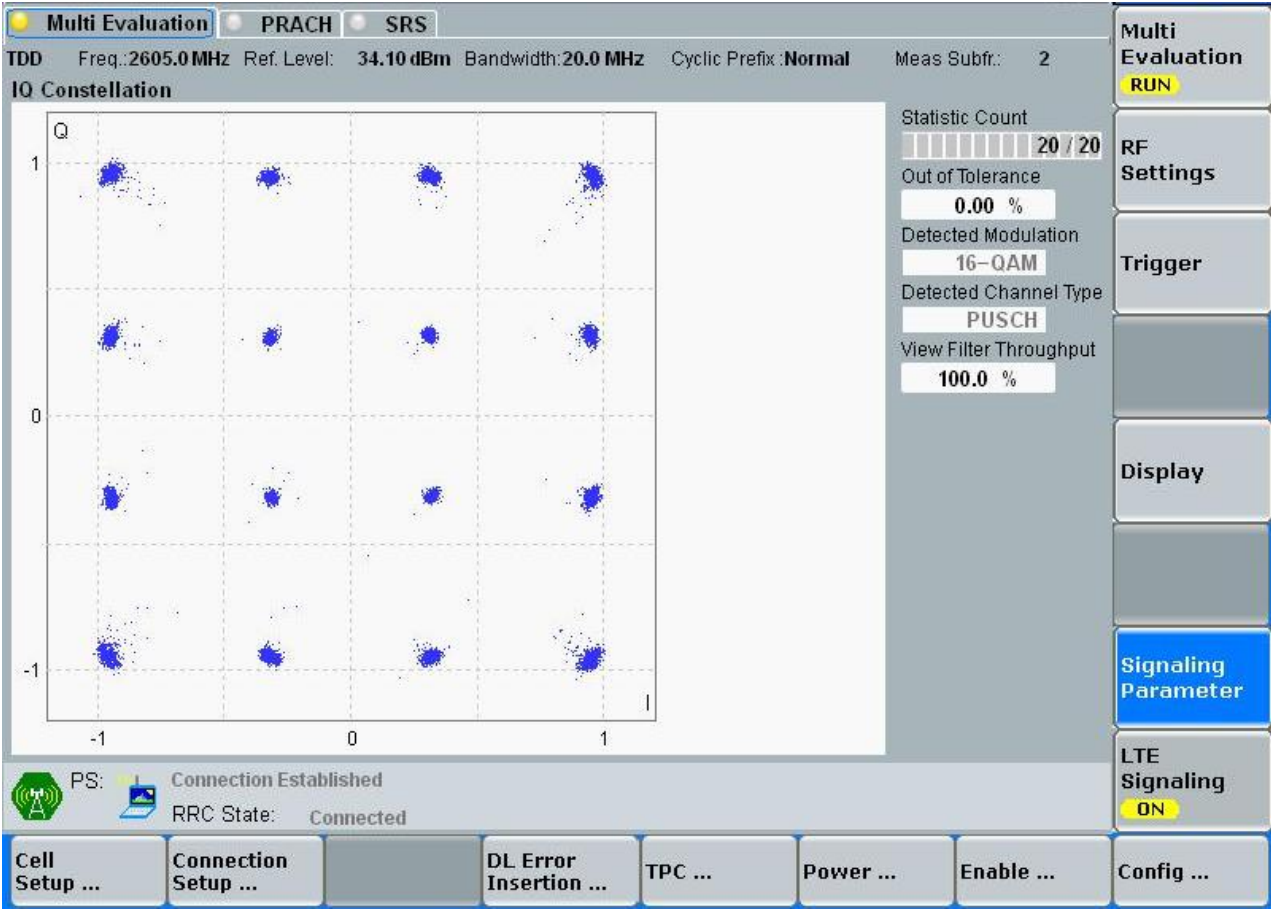 Multi Evaluation PRACH SRS
TDD Freq.:2605.0 MHz Ref. Level: 34.10 dBm Bandwidth:20.0 MHz Cyclic Prefix :Normal Meas Subfr.: 2
IQ Constellation
Q
1
0
-1
I
-1 0 1
Statistic Count
20 / 20
Out of Tolerance
0.00 %
Detected Modulation
16-QAM
Detected Channel Type
PUSCH
View Filter Throughput
100.0 %
Multi
Evaluation
RUN
RF
Settings
Trigger
Display
Signaling
Parameter
LTE
Signaling
ON
PS: Connection Established
RRC State: Connected
Cell
Setup ...
Connection
Setup ...
DL Error
Insertion ...
TPC ...
Power ...
Enable ...
Config ...